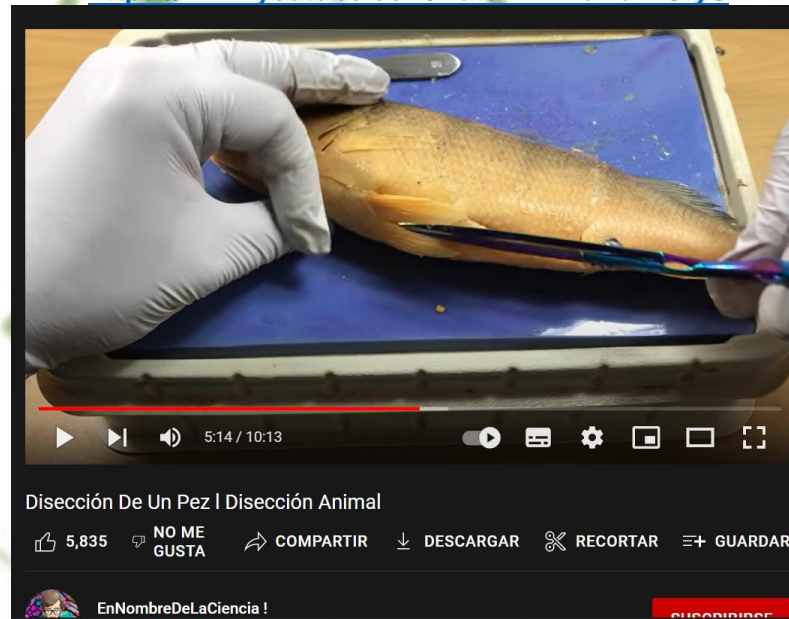 5:14 / 10:13
Disección De Un Pez l Disección Animal
5,835
NO ME
GUSTA
COMPARTIR
DESCARGAR
RECORTAR
GUARDAR
EnNombreDeLaCiencia !
SUSCRIBIRSE